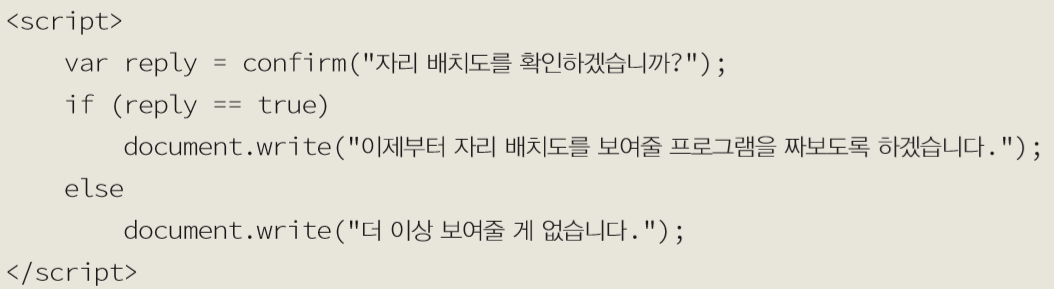 <script>
    var reply = confirm("자리 배치도를 확인하겠습니까?");
    if (reply == true)
        document.write("이제부터 자리 배치도를 보여줄 프로그램을 짜보도록 하겠습니다.");
    else
        document.write("더 이상 보여줄 게 없습니다.");
</script>